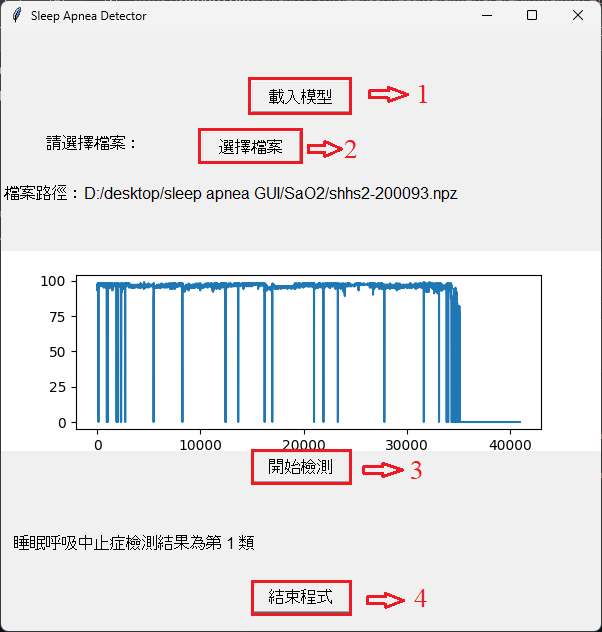 Sleep Apnea Detector
載入模型 1
請選擇檔案： 選擇檔案 2
檔案路徑：D:/desktop/sleep apnea GUI/SaO2/shhs2-200093.npz
100
75
50
25
0
0 10000 20000 30000 40000
開始檢測 3
睡眠呼吸中止症檢測結果為第 1 類
結束程式 4